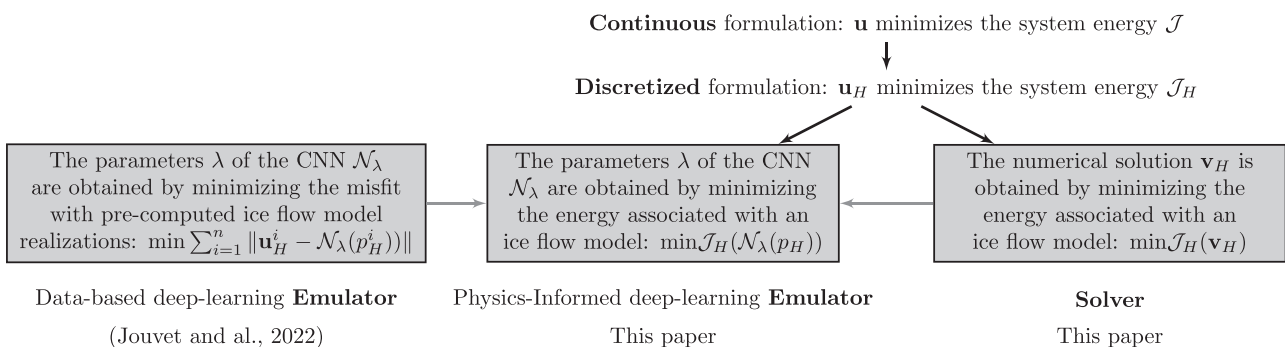 Continuous formulation: u minimizes the system energy 𝒥
Discretized formulation: u_H minimizes the system energy 𝒥_H
The parameters λ of the CNN 𝒩_λ
are obtained by minimizing the misfit
with pre-computed ice flow model
realizations: min ∑_{i=1}^n ‖u_H^i − 𝒩_λ(p_H^i))‖
The parameters λ of the CNN
𝒩_λ are obtained by minimizing
the energy associated with an
ice flow model: min𝒥_H(𝒩_λ(p_H))
The numerical solution v_H is
obtained by minimizing the
energy associated with an
ice flow model: min𝒥_H(v_H)
Data-based deep-learning Emulator
(Jouvet and al., 2022)
Physics-Informed deep-learning Emulator
This paper
Solver
This paper